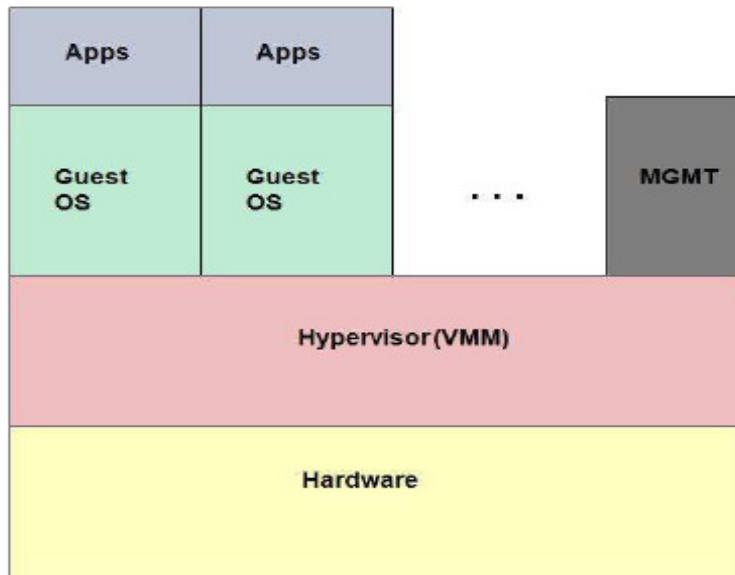 Apps
Apps
Guest
OS
Guest
OS
. . .
MGMT
Hypervisor(VMM)
Hardware